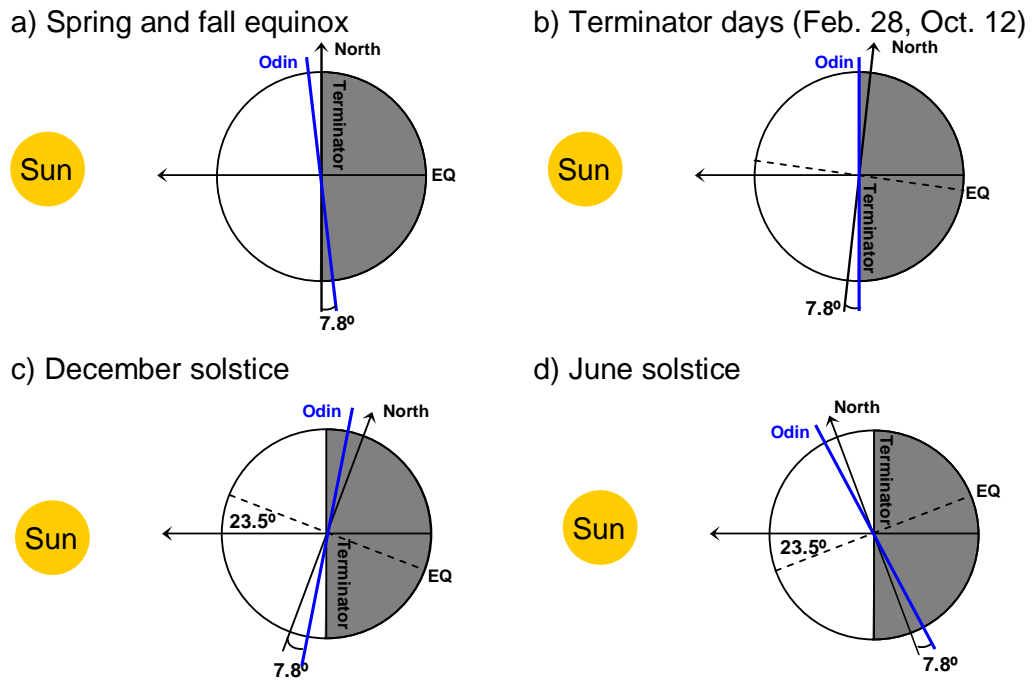 a) Spring and fall equinox
North
Odin
Terminator
Sun
EQ
7.8º
b) Terminator days (Feb. 28, Oct. 12)
Odin
North
Sun
EQ
Terminator
7.8º
c) December solstice
Odin
North
23.5º
Sun
Terminator
EQ
7.8º
d) June solstice
North
Odin
Terminator
EQ
Sun
23.5º
7.8º